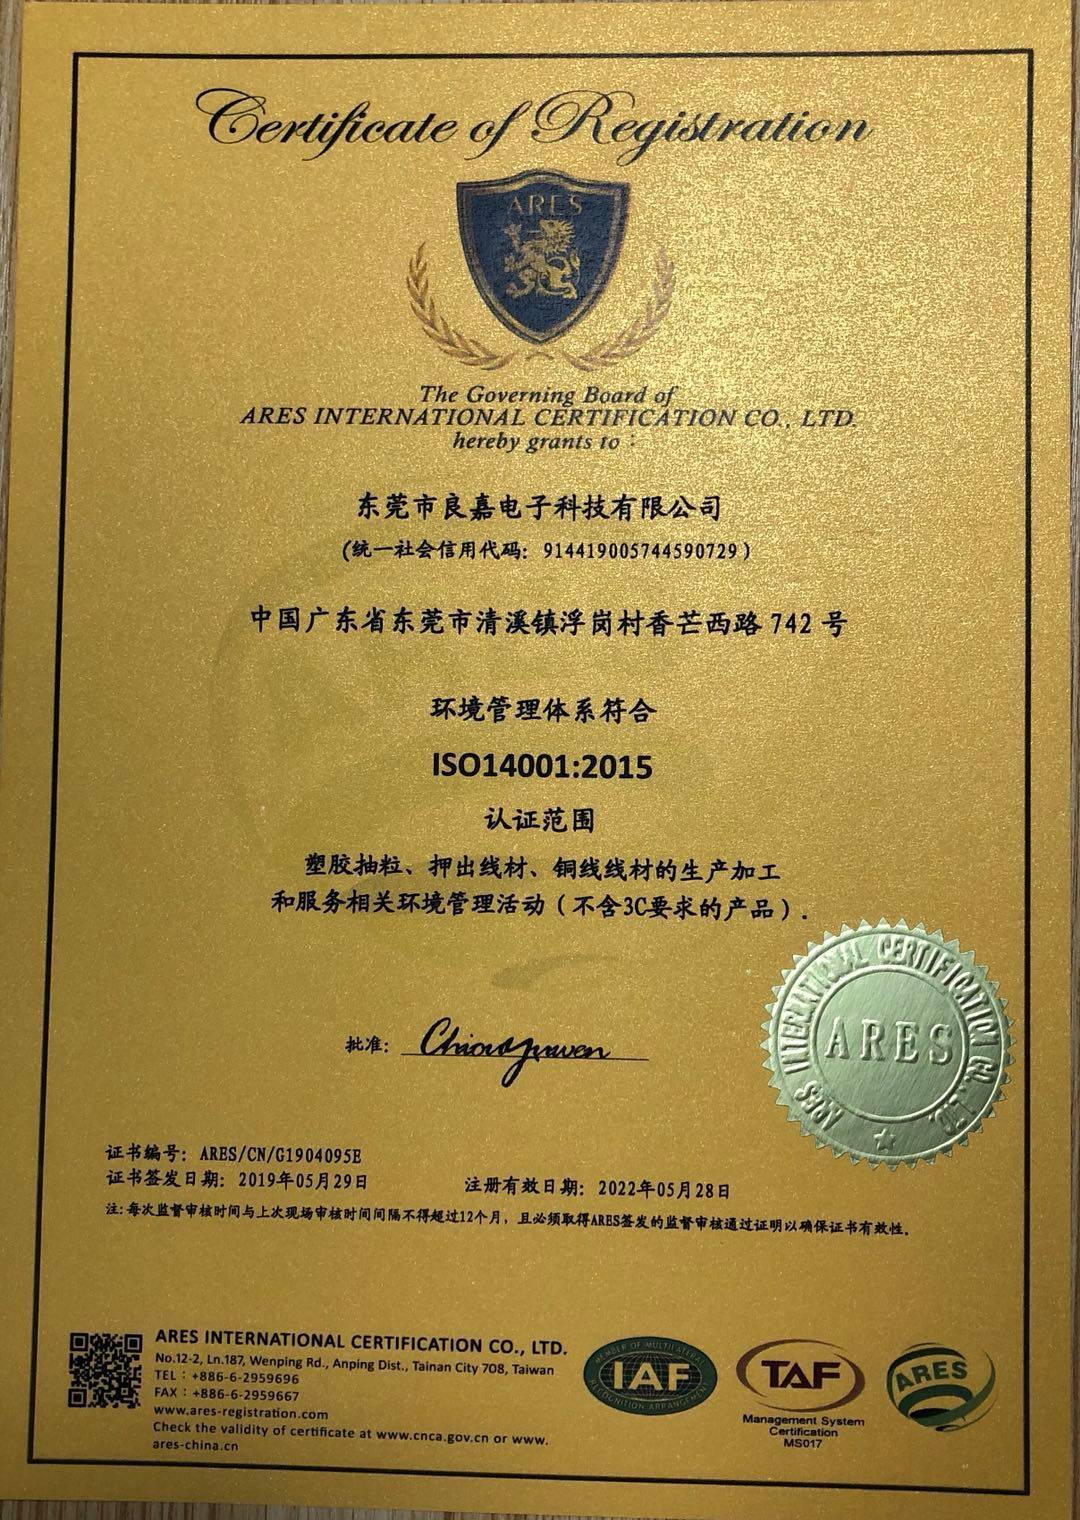 Certificate of Registration
ARES
The Governing Board of
ARES INTERNATIONAL CERTIFICATION CO., LTD.
hereby grants to：
东莞市良嘉电子科技有限公司
(统一社会信用代码: 914419005744590729)
中国广东省东莞市清溪镇浮岗村香芒西路 742 号
环境管理体系符合
ISO14001:2015
认证范围
塑胶抽粒、押出线材、铜线线材的生产加工
和服务相关环境管理活动（不含3C要求的产品）.
ARES INTERNATIONAL CERTIFICATION CO., LTD.
ARES
批准:
证书编号: ARES/CN/G1904095E
证书签发日期: 2019年05月29日
注册有效日期: 2022年05月28日
注: 每次监督审核时间与上次现场审核时间间隔不得超过12个月, 且必须取得ARES签发的监督审核通过证明以确保证书有效性.
ARES INTERNATIONAL CERTIFICATION CO., LTD.
No.12-2, Ln.187, Wenping Rd., Anping Dist., Tainan City 708, Taiwan
TEL：+886-6-2959696
FAX：+886-6-2959667
www.ares-registration.com
Check the validity of certificate at www.cnca.gov.cn or www.
ares-china.cn
MEMBER OF MULTILATERAL
IAF
RECOGNITION ARRANGEMENT
TAF
Management System
Certification
MS017
ARES